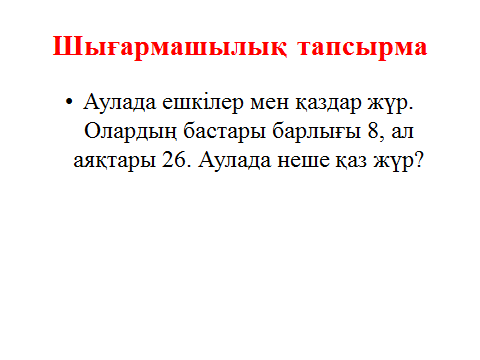 Шығармашылық тапсырма
• Аулада ешкілер мен қаздар жүр.
Олардың бастары барлығы 8, ал
аяқтары 26. Аулада неше қаз жүр?